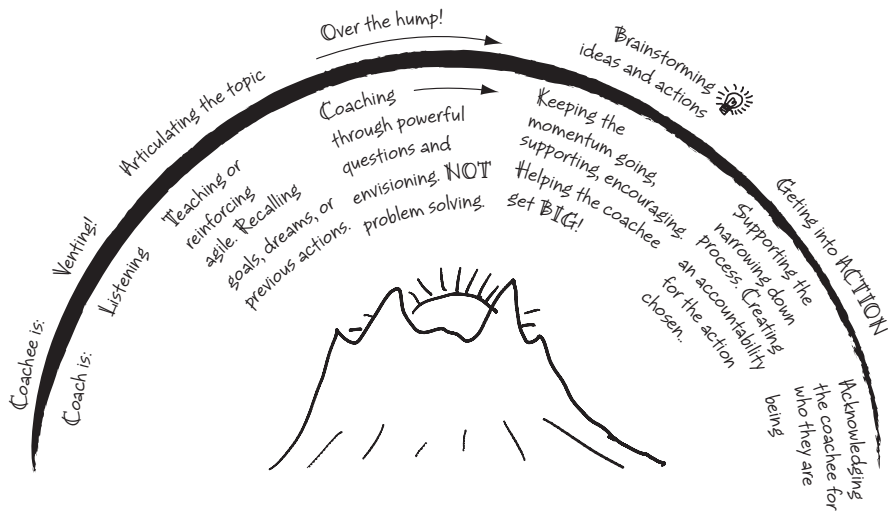 Coachee is:
Venting!
Articulating the topic
Over the hump!
Brainstorming
ideas and actions
Geting into ACTION
Coach is:
Listening
Teaching or
reinforcing
agile. Recalling
goals, dreams, or
previous actions.
Coaching
through powerful
questions and
envisioning. NOT
problem solving.
Keeping the
momentum going,
supporting, encouraging.
Helping the coachee
get BIG!
Supporting the
narrowing down
process. Creating
an accountability
for the action
chosen..
Acknowledging
the coachee for
who they are
being